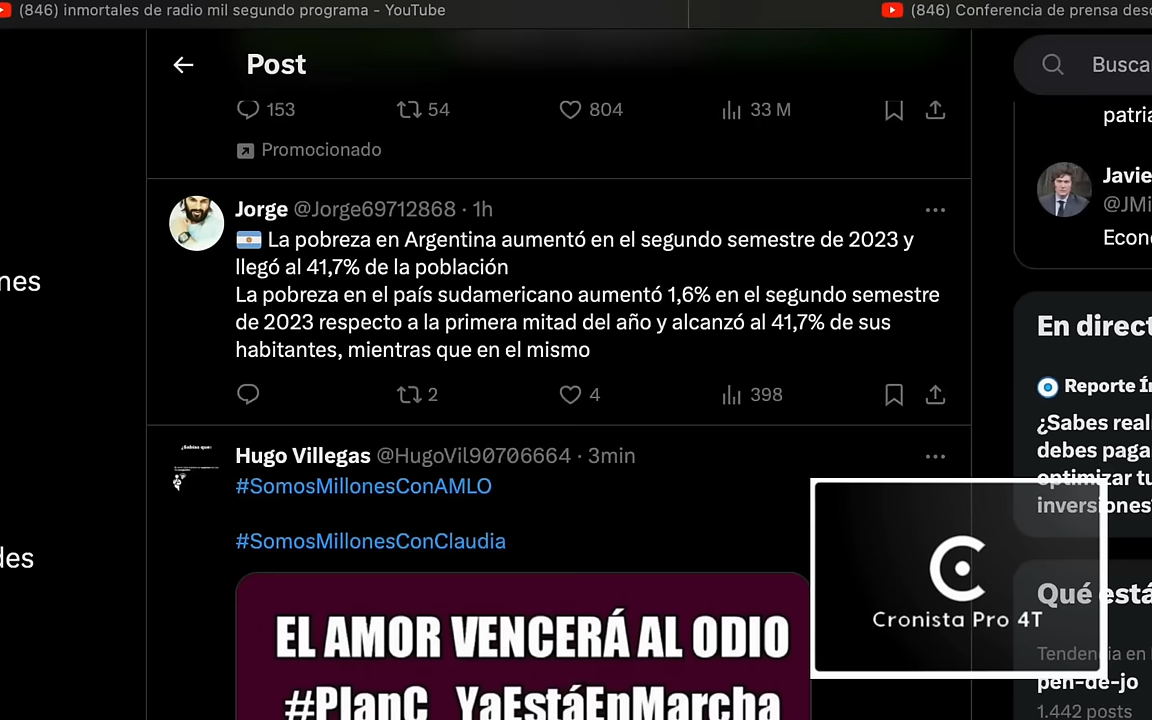 (846) inmortales de radio mil segundo programa - YouTube
(846) Conferencia de prensa desc
Post
Busca
153 54 804 33 M
Promocionado
patria
Javie
@JMi
Econo
Jorge @Jorge69712868 · 1h
🇦🇷 La pobreza en Argentina aumentó en el segundo semestre de 2023 y
llegó al 41,7% de la población
La pobreza en el país sudamericano aumentó 1,6% en el segundo semestre
de 2023 respecto a la primera mitad del año y alcanzó al 41,7% de sus
habitantes, mientras que en el mismo
2 4 398
nes
des
En direct
Reporte Ín
¿Sabes real
debes paga
optimizar tu
inversiones
Hugo Villegas @HugoVil90706664 · 3min
#SomosMillonesConAMLO
#SomosMillonesConClaudia
EL AMOR VENCERÁ AL ODIO
#PlanC_YaEstáEnMarcha
Cronista Pro 4T
Qué está
Tendencia en
pen-de-jo
1.442 posts